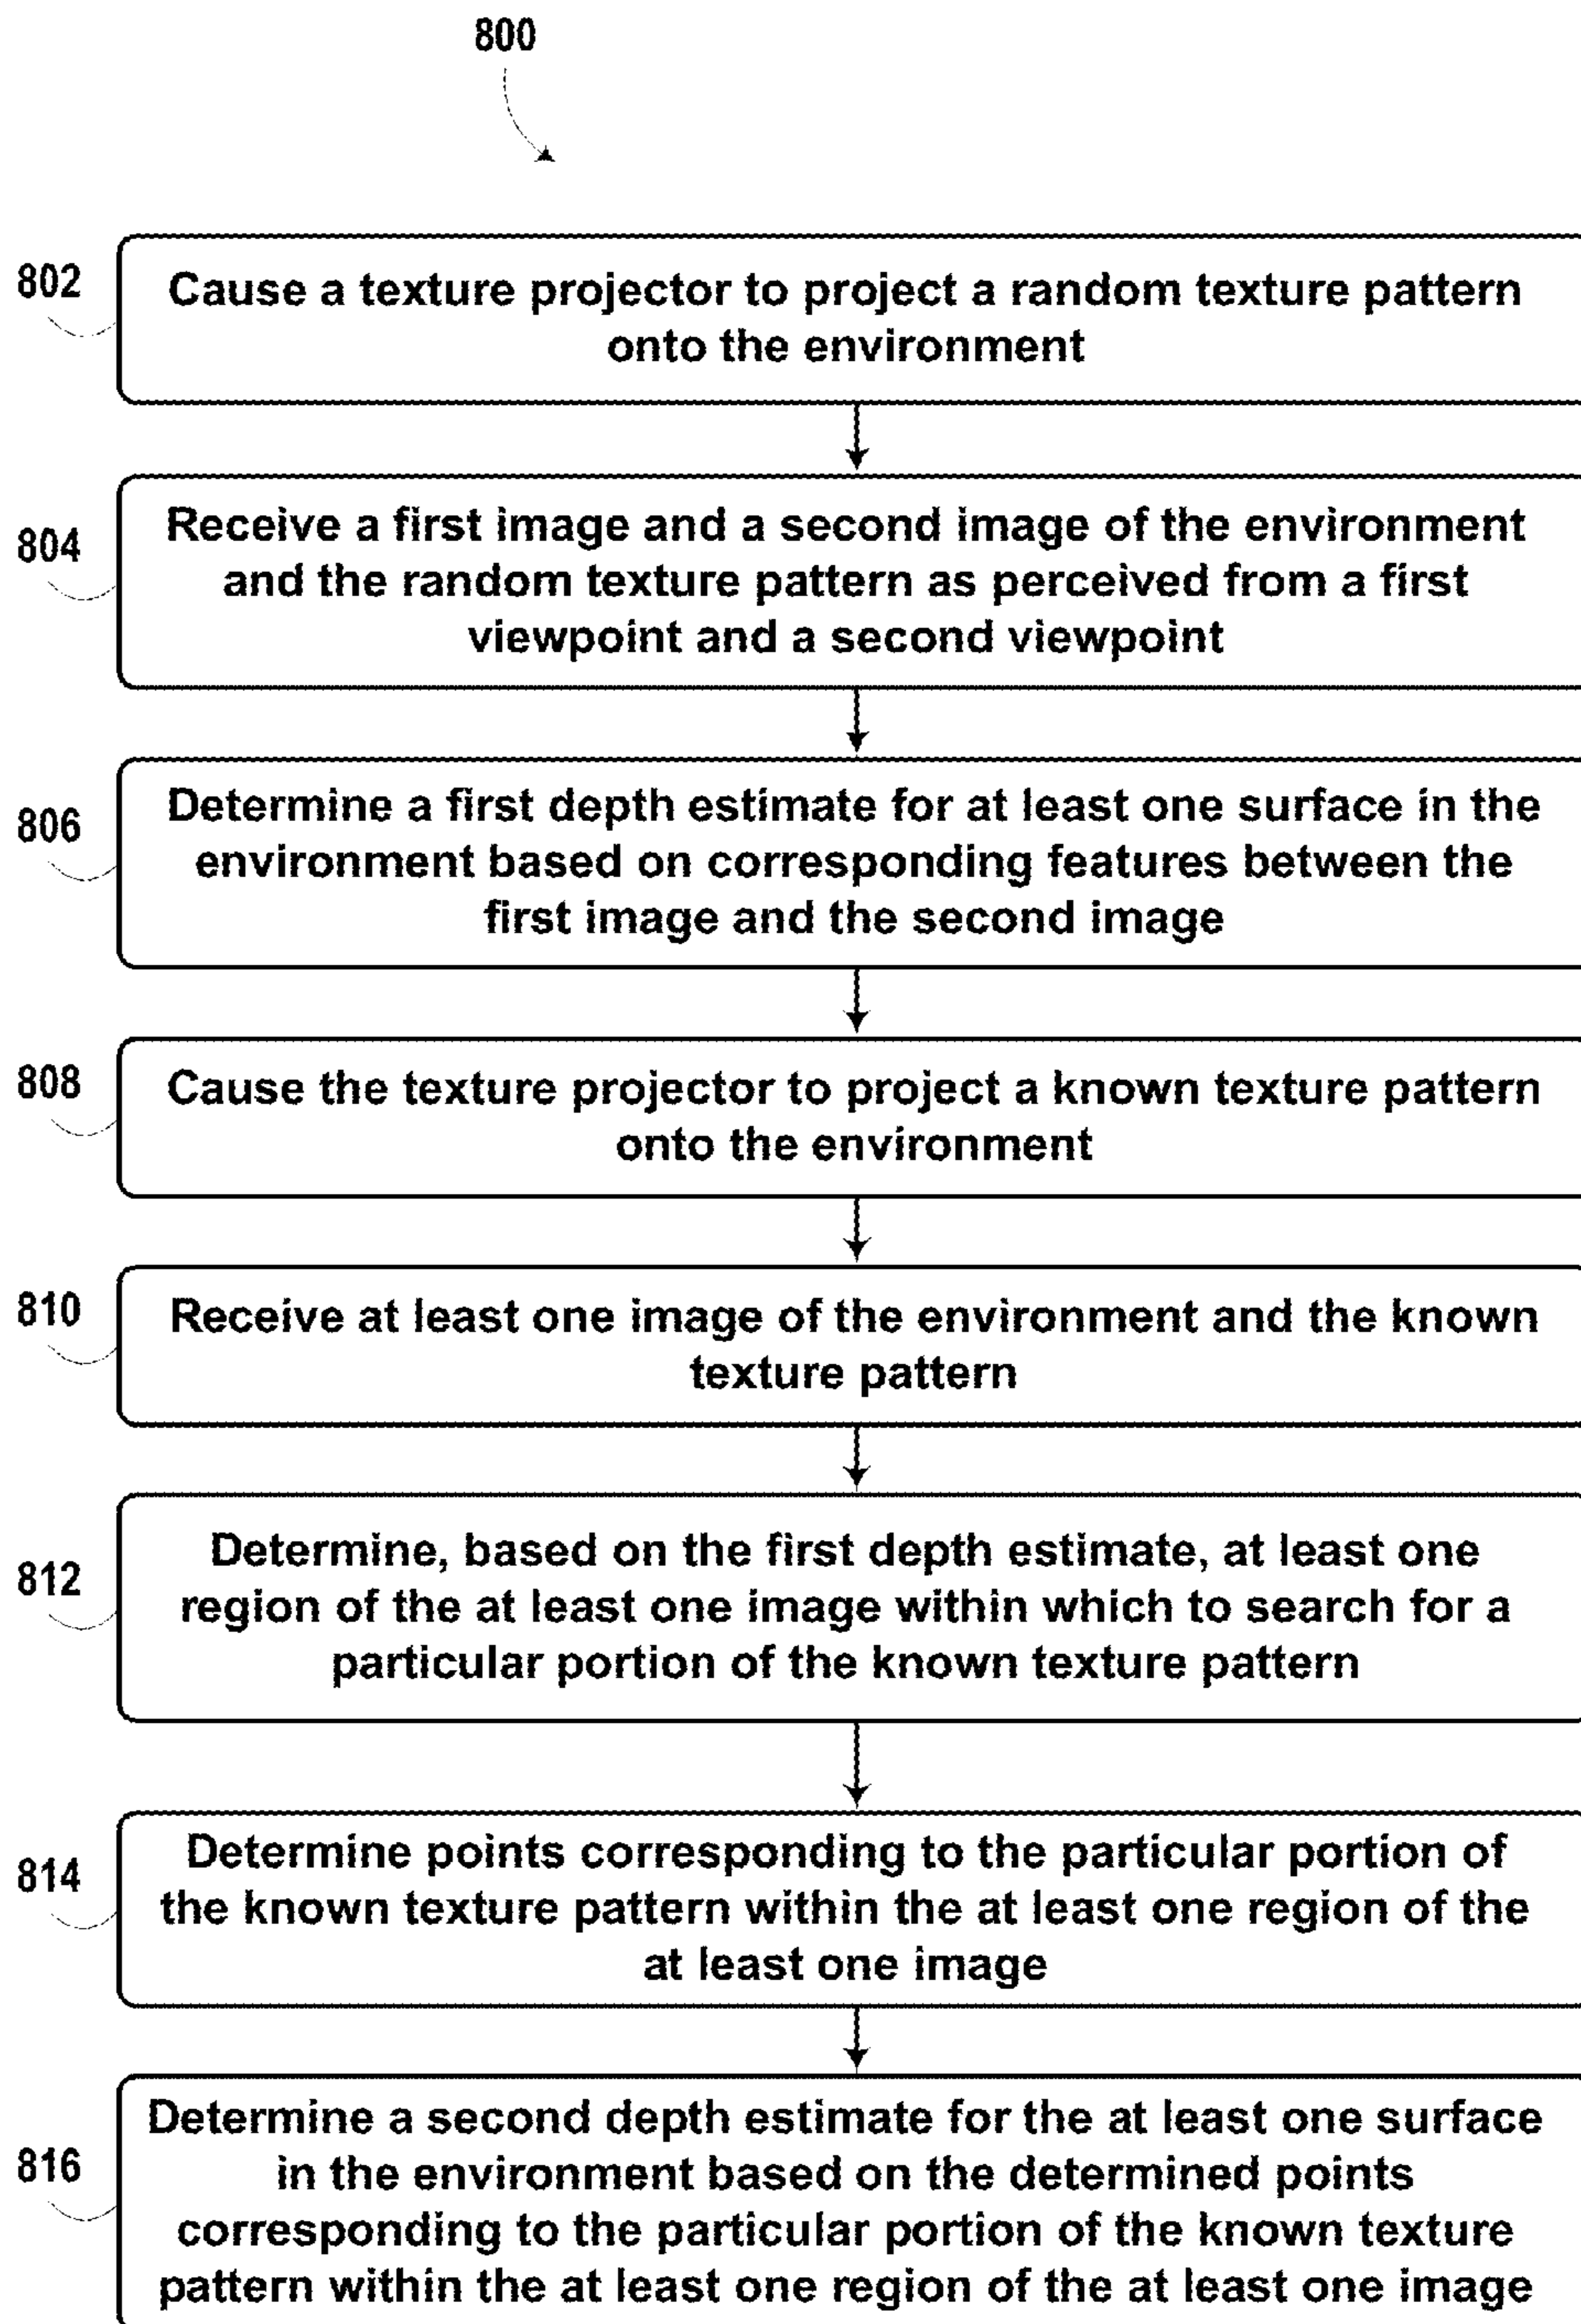 800
802
Cause a texture projector to project a random texture pattern
onto the environment
804
Receive a first image and a second image of the environment
and the random texture pattern as perceived from a first
viewpoint and a second viewpoint
806
Determine a first depth estimate for at least one surface in the
environment based on corresponding features between the
first image and the second image
808
Cause the texture projector to project a known texture pattern
onto the environment
810
Receive at least one image of the environment and the known
texture pattern
812
Determine, based on the first depth estimate, at least one
region of the at least one image within which to search for a
particular portion of the known texture pattern
814
Determine points corresponding to the particular portion of
the known texture pattern within the at least one region of the
at least one image
816
Determine a second depth estimate for the at least one surface
in the environment based on the determined points
corresponding to the particular portion of the known texture
pattern within the at least one region of the at least one image